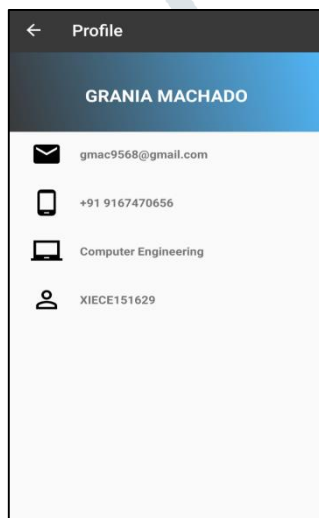 Profile
GRANIA MACHADO
gmac9568@gmail.com
+91 9167470656
Computer Engineering
XIECE151629